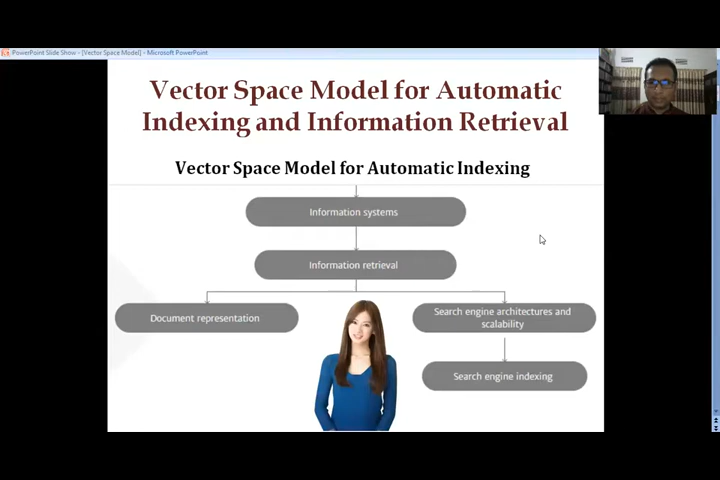 PowerPoint Slide Show - [Vector Space Model] - Microsoft PowerPoint
Vector Space Model for Automatic
Indexing and Information Retrieval
Vector Space Model for Automatic Indexing
Information systems
Information retrieval
Document representation
Search engine architectures and
scalability
Search engine indexing